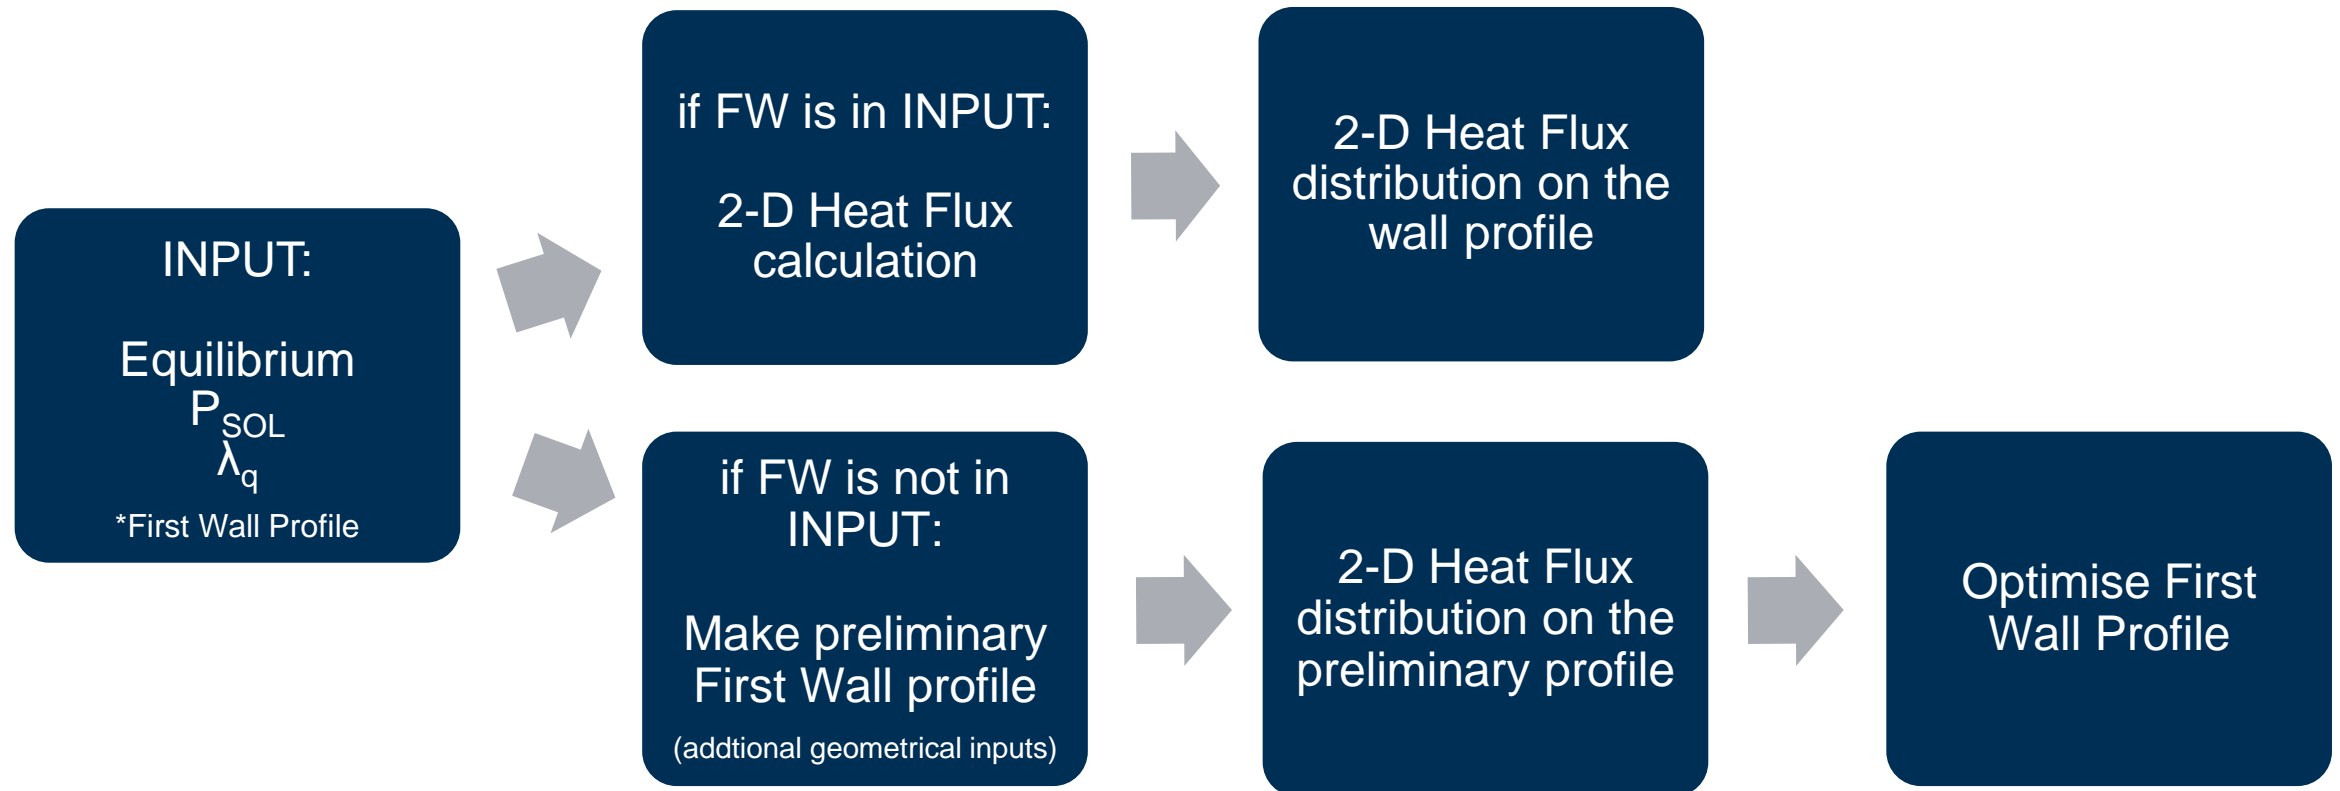 INPUT:
Equilibrium
P_SOL
λ_q
*First Wall Profile
if FW is in INPUT:
2-D Heat Flux
calculation
2-D Heat Flux
distribution on the
wall profile
if FW is not in
INPUT:
Make preliminary
First Wall profile
(addtional geometrical inputs)
2-D Heat Flux
distribution on the
preliminary profile
Optimise First
Wall Profile